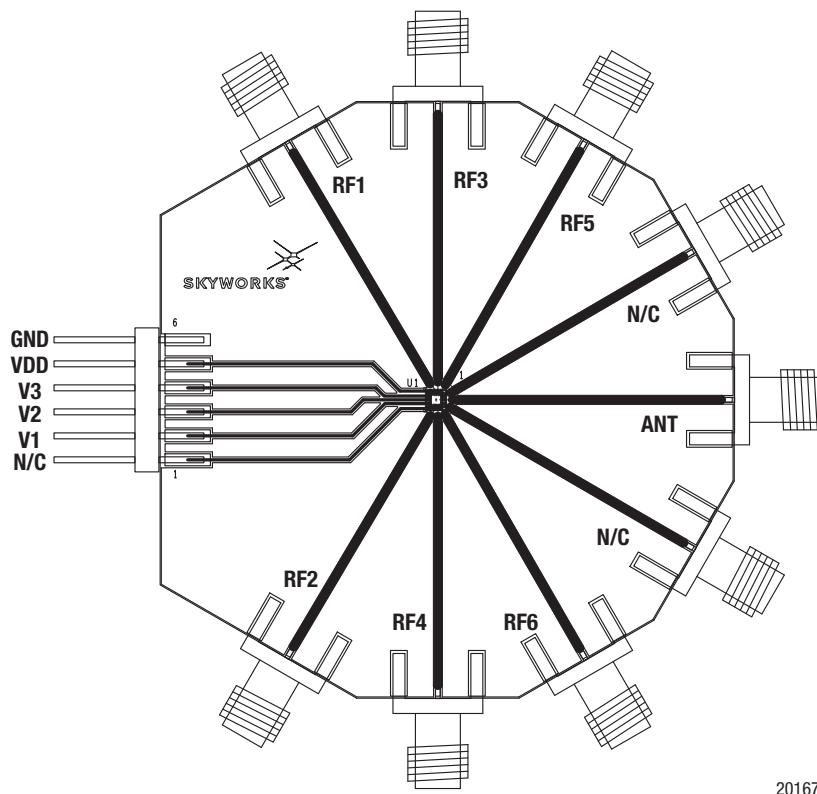 RF1
RF3
RF5
N/C
SKYWORKS
6
GND
VDD
V3
V2
V1
N/C
1
U1
1
ANT
N/C
RF2
RF4
RF6
20167